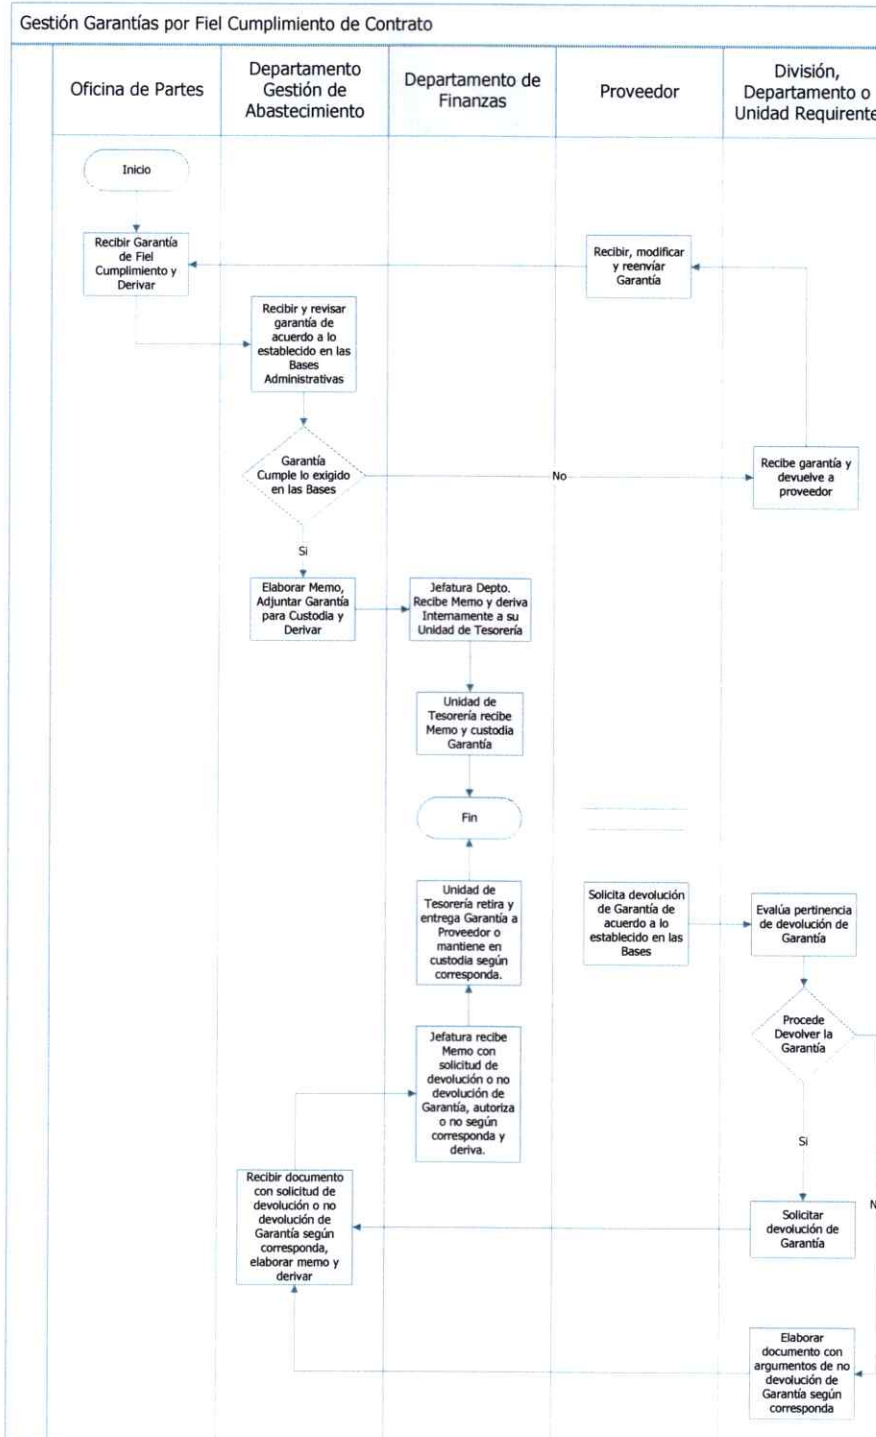 Gestión Garantías por Fiel Cumplimiento de Contrato
Oficina de Partes
Departamento
Gestión de
Abastecimiento
Departamento de
Finanzas
Proveedor
División,
Departamento o
Unidad Requirente
Inicio
Recibir Garantía
de Fiel
Cumplimiento y
Derivar
Recibir, modificar
y reenvíar
Garantía
Recibir y revisar
garantía de
acuerdo a lo
establecido en las
Bases
Administrativas
Garantía
Cumple lo exigido
en las Bases
No
Recibe garantía y
devuelve a
proveedor
Si
Elaborar Memo,
Adjuntar Garantía
para Custodia y
Derivar
Jefatura Depto.
Recibe Memo y deriva
Internamente a su
Unidad de Tesorería
Unidad de
Tesorería recibe
Memo y custodia
Garantía
Fin
Unidad de
Tesorería retira y
entrega Garantía a
Proveedor o
mantiene en
custodia según
corresponda.
Solicita devolución
de Garantía de
acuerdo a lo
establecido en las
Bases
Evalúa pertinencia
de devolución de
Garantía
Procede
Devolver la
Garantía
Jefatura recibe
Memo con
solicitud de
devolución o no
devolución de
Garantía, autoriza
o no según
corresponda y
deriva.
Si
Recibir documento
con solicitud de
devolución o no
devolución de
Garantía según
corresponda,
elaborar memo y
derivar
Solicitar
devolución de
Garantía
N
Elaborar
documento con
argumentos de no
devolución de
Garantía según
corresponda